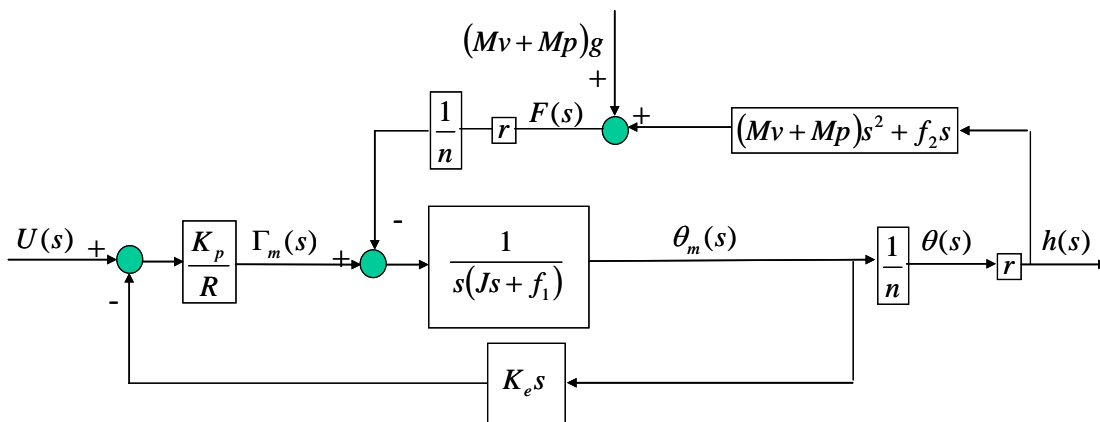 (Mv + Mp)g
+
1/n
r
F(s)
+
(Mv + Mp)s² + f₂s
-
U(s)
+
K_p/R
Γ_m(s)
+
1/s(Js + f₁)
θ_m(s)
1/n
θ(s)
r
h(s)
-
K_e s